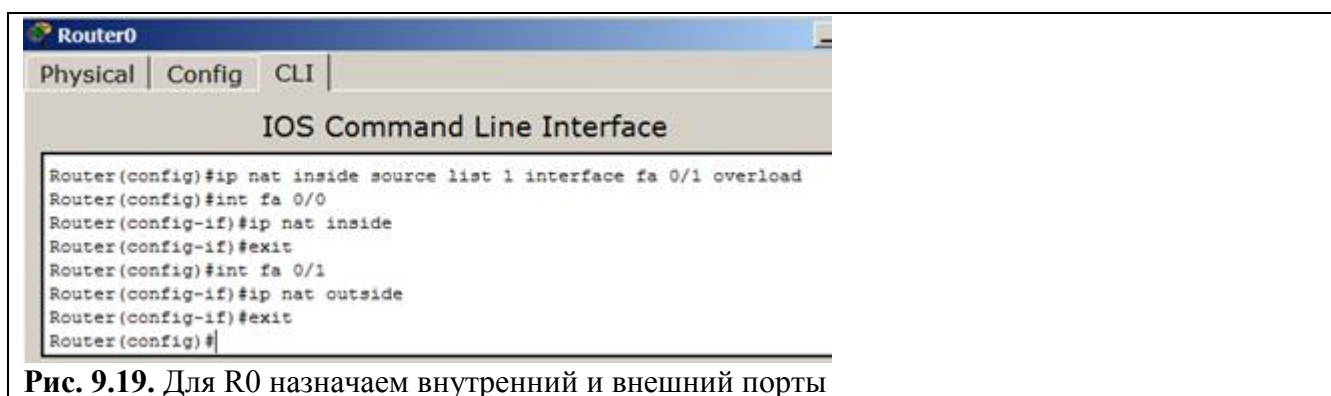 Router0
Physical Config CLI
IOS Command Line Interface
Router(config)#ip nat inside source list 1 interface fa 0/1 overload
Router(config)#int fa 0/0
Router(config-if)#ip nat inside
Router(config-if)#exit
Router(config)#int fa 0/1
Router(config-if)#ip nat outside
Router(config-if)#exit
Router(config)#
Рис. 9.19. Для R0 назначаем внутренний и внешний порты